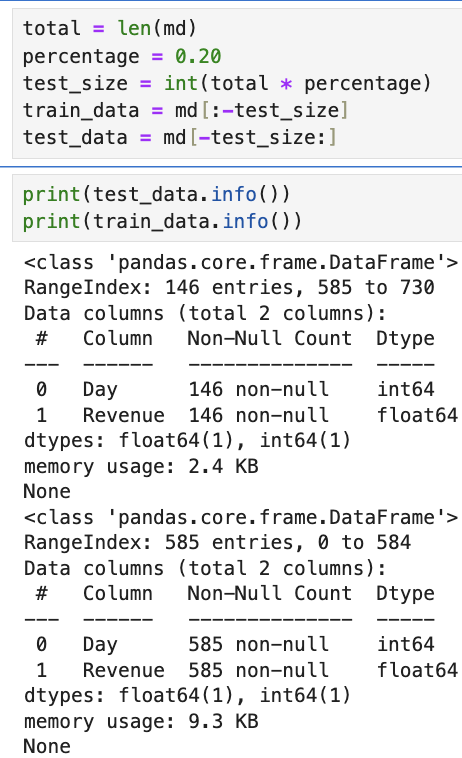 total = len(md)
percentage = 0.20
test_size = int(total * percentage)
train_data = md[:-test_size]
test_data = md[-test_size:]
print(test_data.info())
print(train_data.info())
<class 'pandas.core.frame.DataFrame'>
RangeIndex: 146 entries, 585 to 730
Data columns (total 2 columns):
 #   Column   Non-Null Count  Dtype
---  ------   --------------  -----
 0   Day      146 non-null    int64
 1   Revenue  146 non-null    float64
dtypes: float64(1), int64(1)
memory usage: 2.4 KB
None
<class 'pandas.core.frame.DataFrame'>
RangeIndex: 585 entries, 0 to 584
Data columns (total 2 columns):
 #   Column   Non-Null Count  Dtype
---  ------   --------------  -----
 0   Day      585 non-null    int64
 1   Revenue  585 non-null    float64
dtypes: float64(1), int64(1)
memory usage: 9.3 KB
None